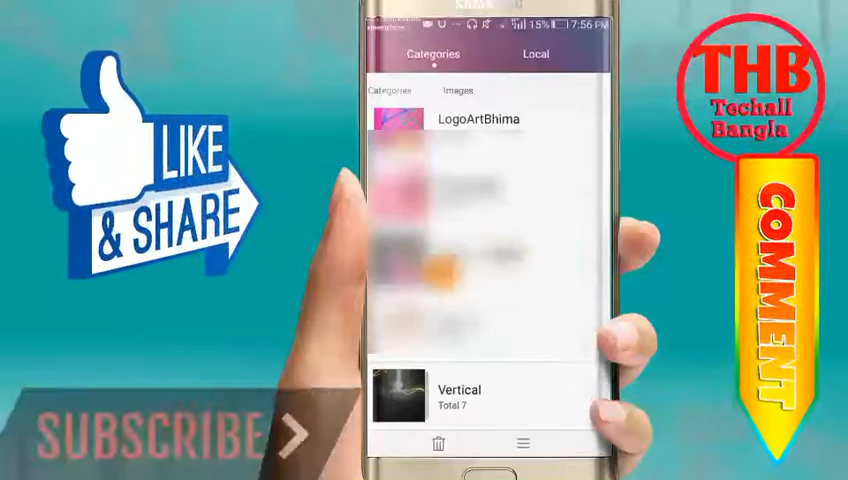 SAMSUNG
15% 7:56 PM
Categories Local
Categories Images
LogoArtBhima
Vertical
Total 7
LIKE
& SHARE
THB
Techall
Bangla
COMMENT
SUBSCRIBE